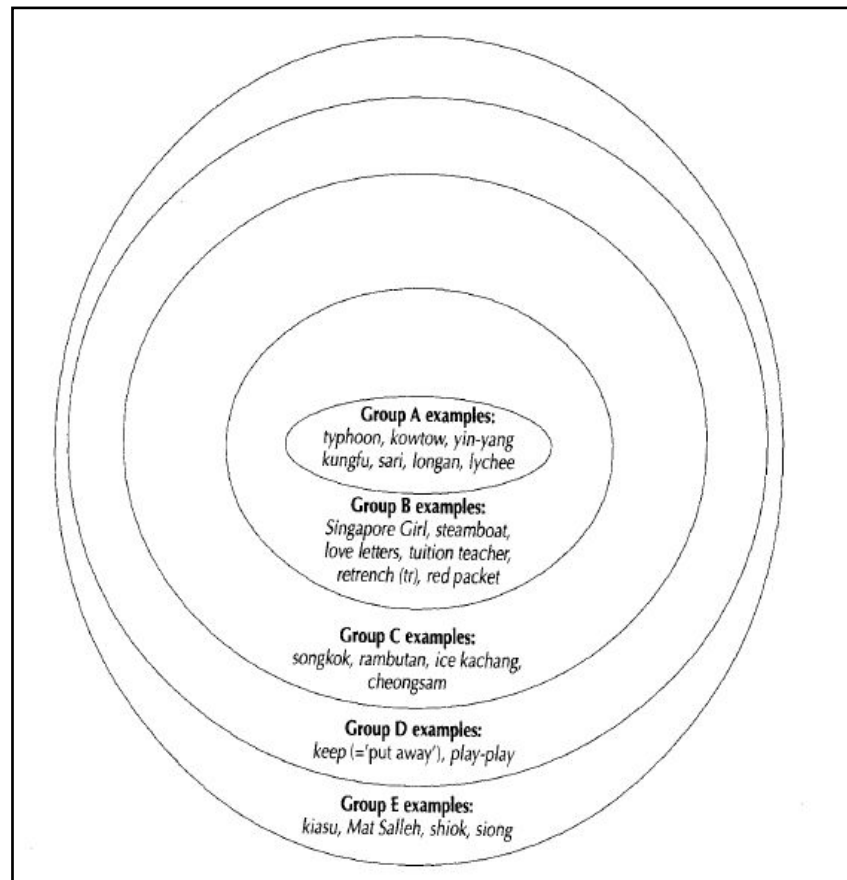 Group A examples:
typhoon, kowtow, yin-yang
kungfu, sari, longan, lychee
Group B examples:
Singapore Girl, steamboat,
love letters, tuition teacher,
retrench (tr), red packet
Group C examples:
songkok, rambutan, ice kachang,
cheongsam
Group D examples:
keep (='put away'), play-play
Group E examples:
kiasu, Mat Salleh, shiok, siong